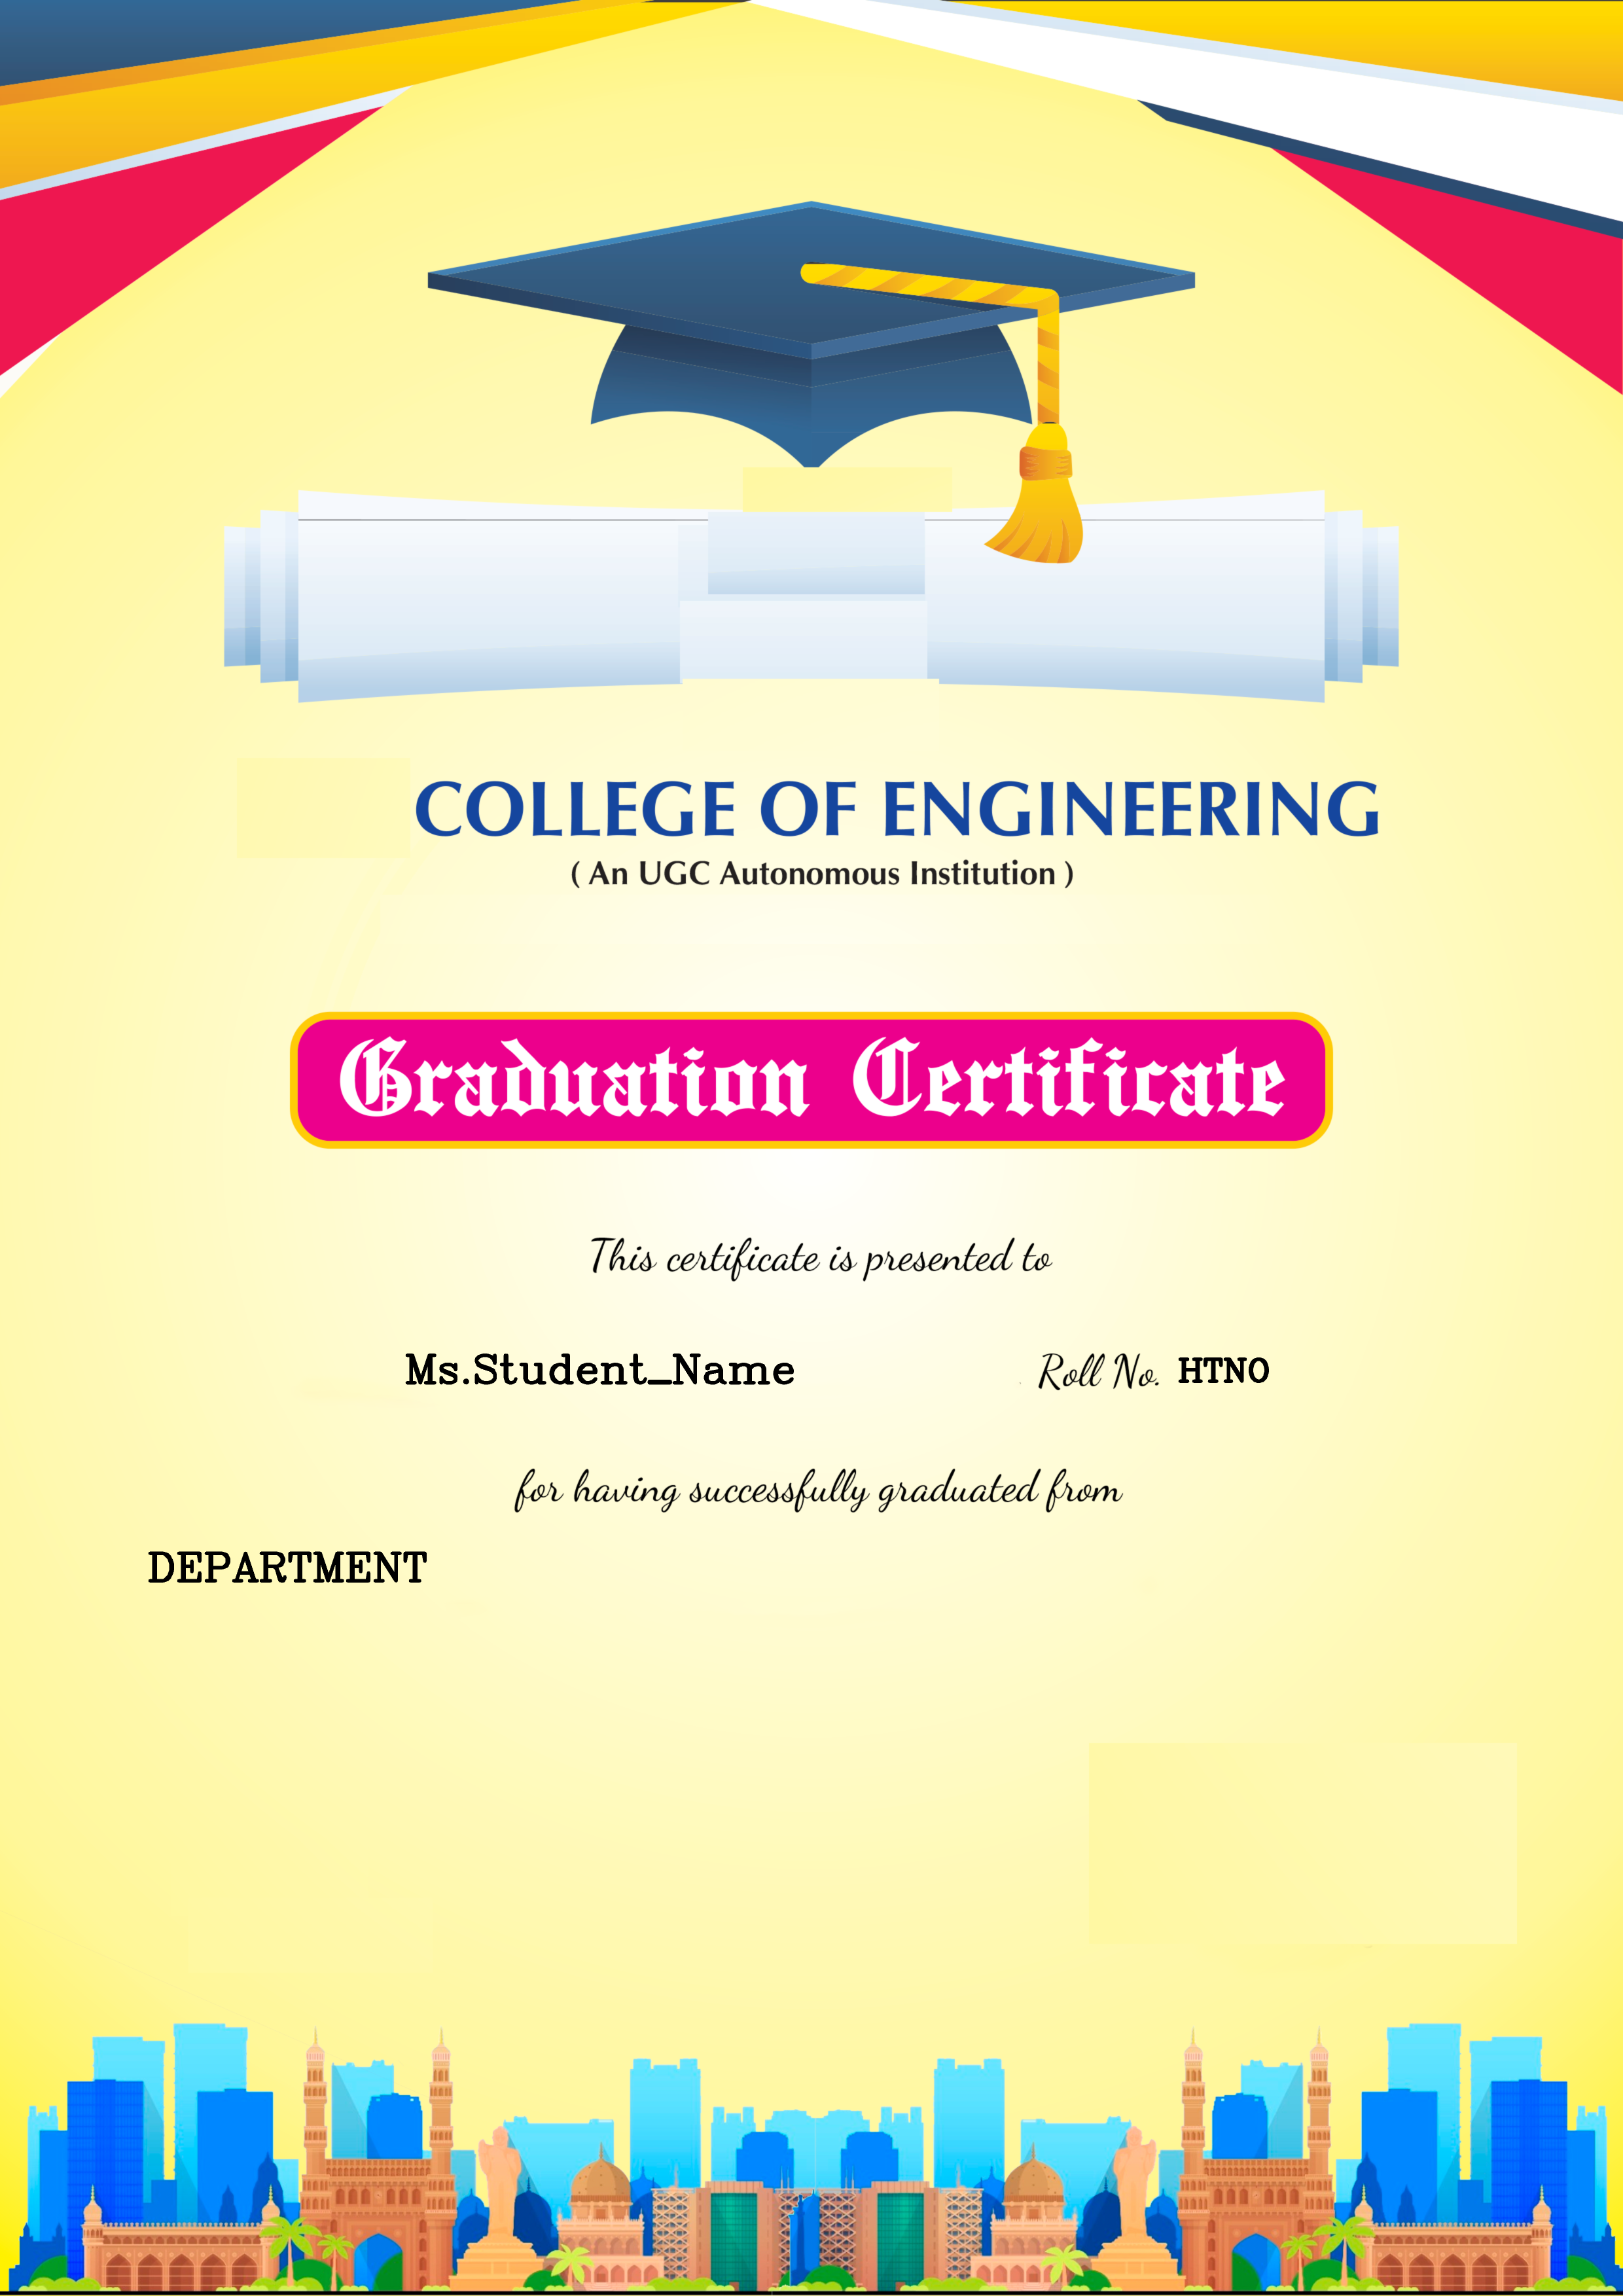 COLLEGE OF ENGINEERING
( An UGC Autonomous Institution )
Graduation Certificate
This certificate is presented to
Ms.Student_Name Roll No. HTNO
for having successfully graduated from
DEPARTMENT